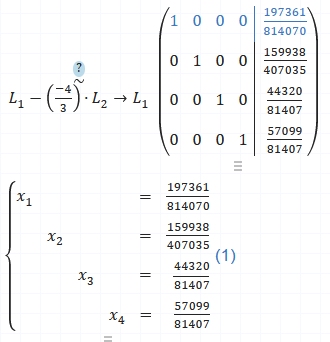 ?
L₁ − (−4/3) · L₂ → L₁
1 0 0 0 | 197361/814070
0 1 0 0 | 159938/407035
0 0 1 0 | 44320/81407
0 0 0 1 | 57099/81407
x₁ = 197361/814070
x₂ = 159938/407035
x₃ = 44320/81407 (1)
x₄ = 57099/81407